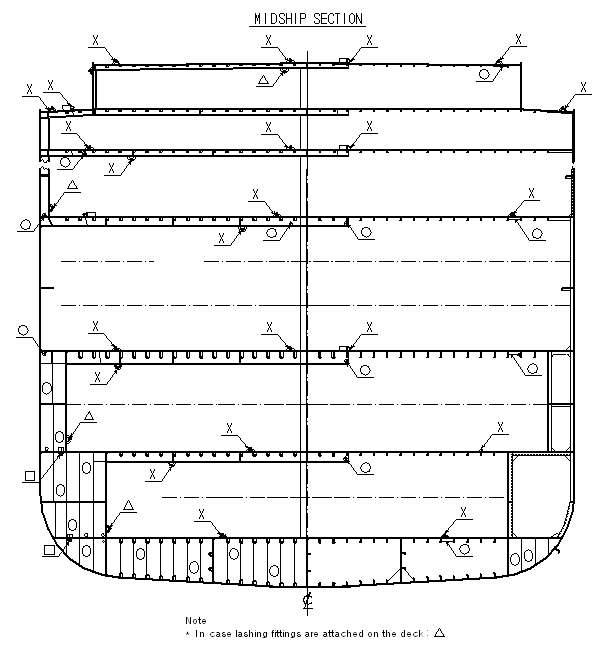 MIDSHIP SECTION
X X X X
X X X
X X X
X
X X
X
X X X
X
X X
X
X X
Note
* In case lashing fittings are attached on the deck : △